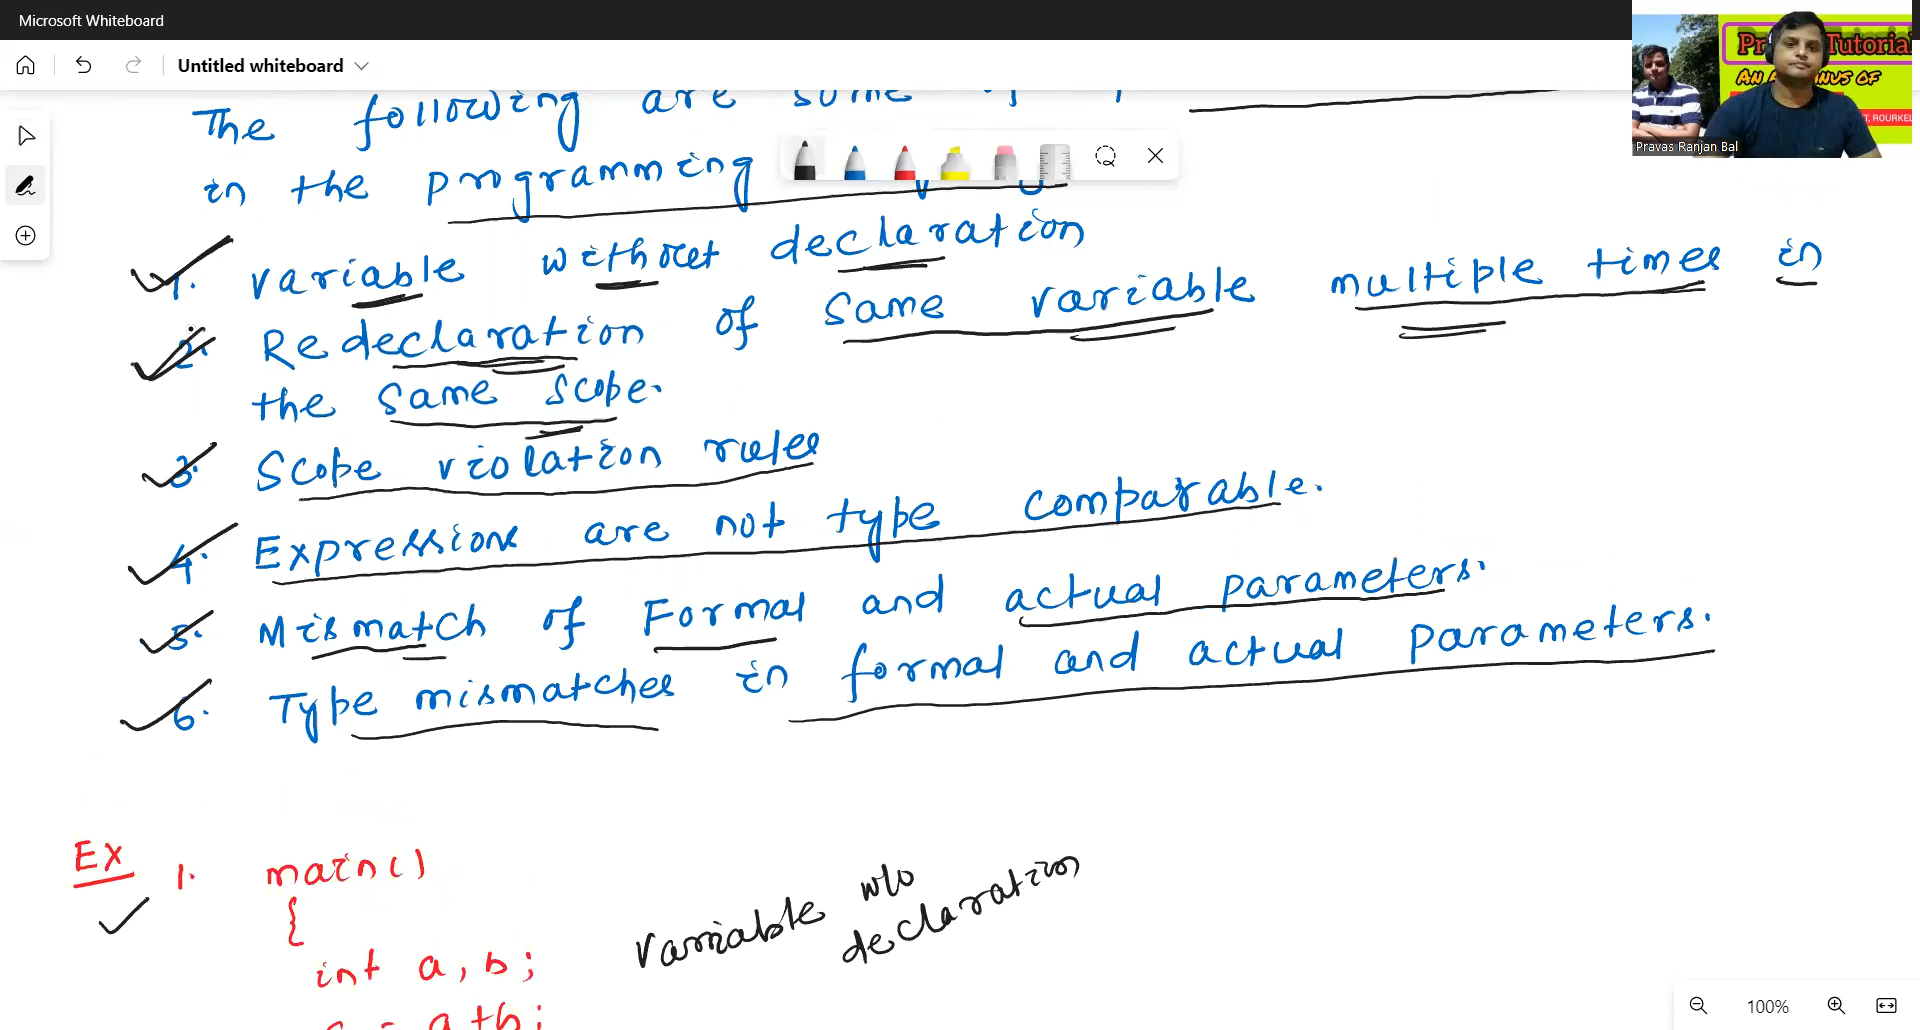 Microsoft Whiteboard
Untitled whiteboard
The following are some
in the programming
1. variable without declaration
2. Redeclaration of same variable multiple times in
the same scope.
3. Scope violation rules
4. Expressions are not type comparable.
5. Mismatch of Formal and actual parameters.
6. Type mismatches in formal and actual parameters.
Ex 1. main()
{
int a, b;
= a+b;
variable w/o
declaration
Tutorial
OF
Pravas Ranjan Bal
100%